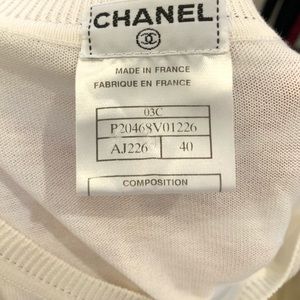 CHANEL
MADE IN FRANCE
FABRIQUE EN FRANCE
03C
P20468V01226
AJ226 40
COMPOSITION